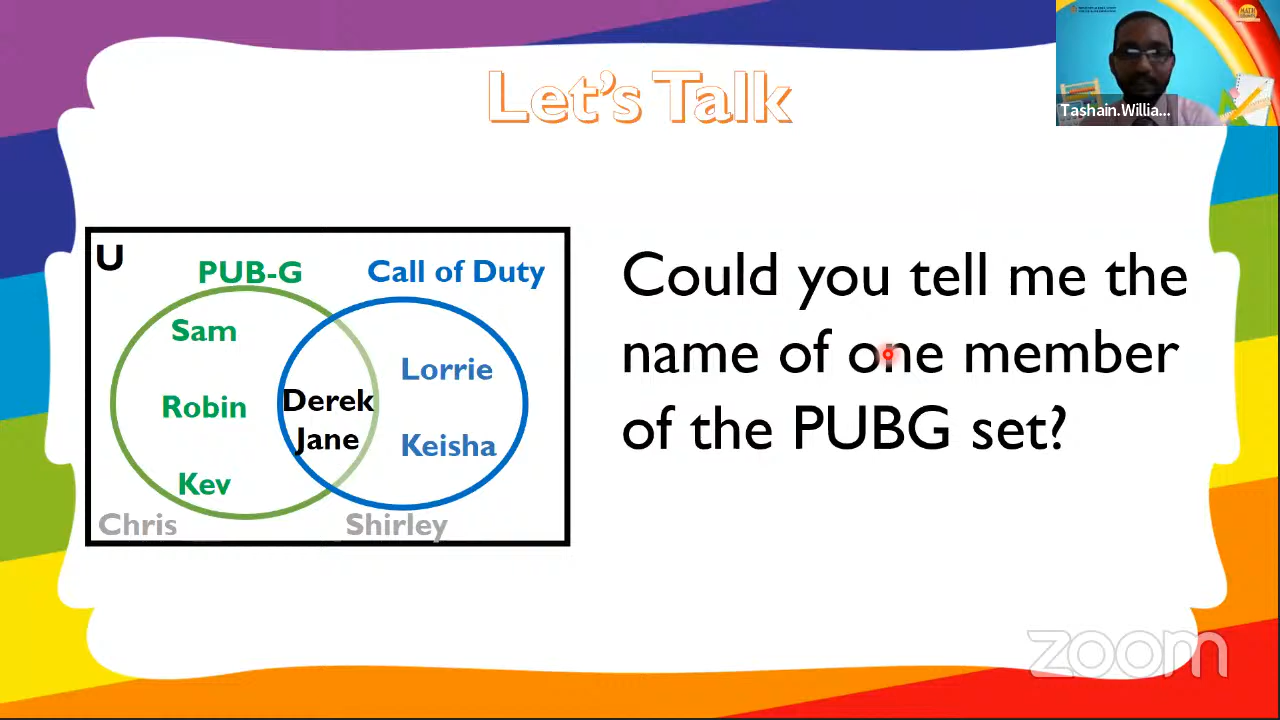 Let's Talk
Tashain.Willia...
U
PUB-G
Call of Duty
Sam
Robin
Kev
Derek
Jane
Lorrie
Keisha
Chris
Shirley
Could you tell me the
name of one member
of the PUBG set?
zoom